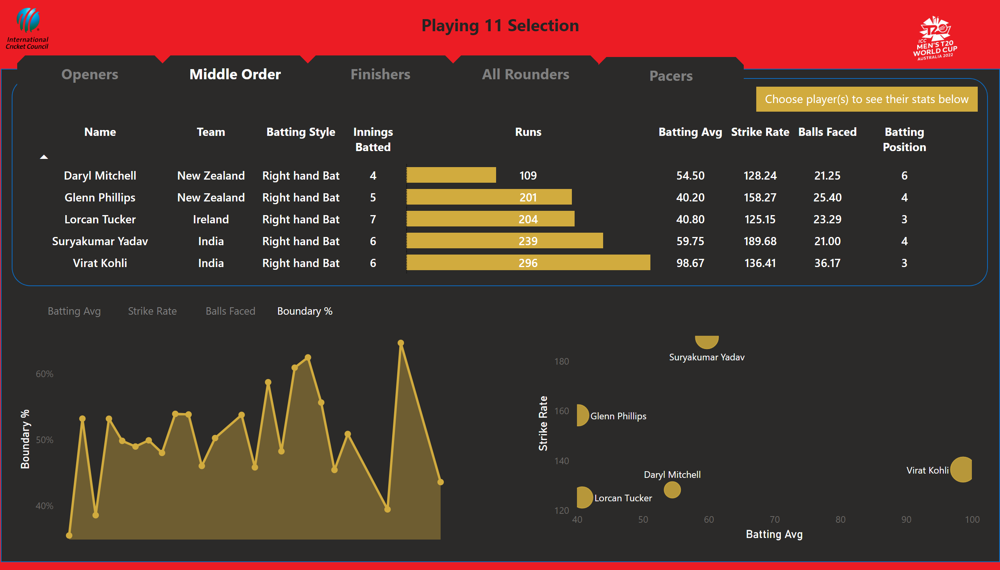 International
Cricket Council
Playing 11 Selection
T20
ICC
MEN'S T20
WORLD CUP
AUSTRALIA 2022
Openers Middle Order Finishers All Rounders Pacers
Choose player(s) to see their stats below
Name Team Batting Style Innings Batted Runs Batting Avg Strike Rate Balls Faced Batting Position
Daryl Mitchell New Zealand Right hand Bat 4 109 54.50 128.24 21.25 6
Glenn Phillips New Zealand Right hand Bat 5 201 40.20 158.27 25.40 4
Lorcan Tucker Ireland Right hand Bat 7 204 40.80 125.15 23.29 3
Suryakumar Yadav India Right hand Bat 6 239 59.75 189.68 21.00 4
Virat Kohli India Right hand Bat 6 296 98.67 136.41 36.17 3
Batting Avg Strike Rate Balls Faced Boundary %
Boundary %
60%
50%
40%
Strike Rate
180
160
140
120
Suryakumar Yadav
Glenn Phillips
Virat Kohli
Daryl Mitchell
Lorcan Tucker
40 50 60 70 80 90 100
Batting Avg